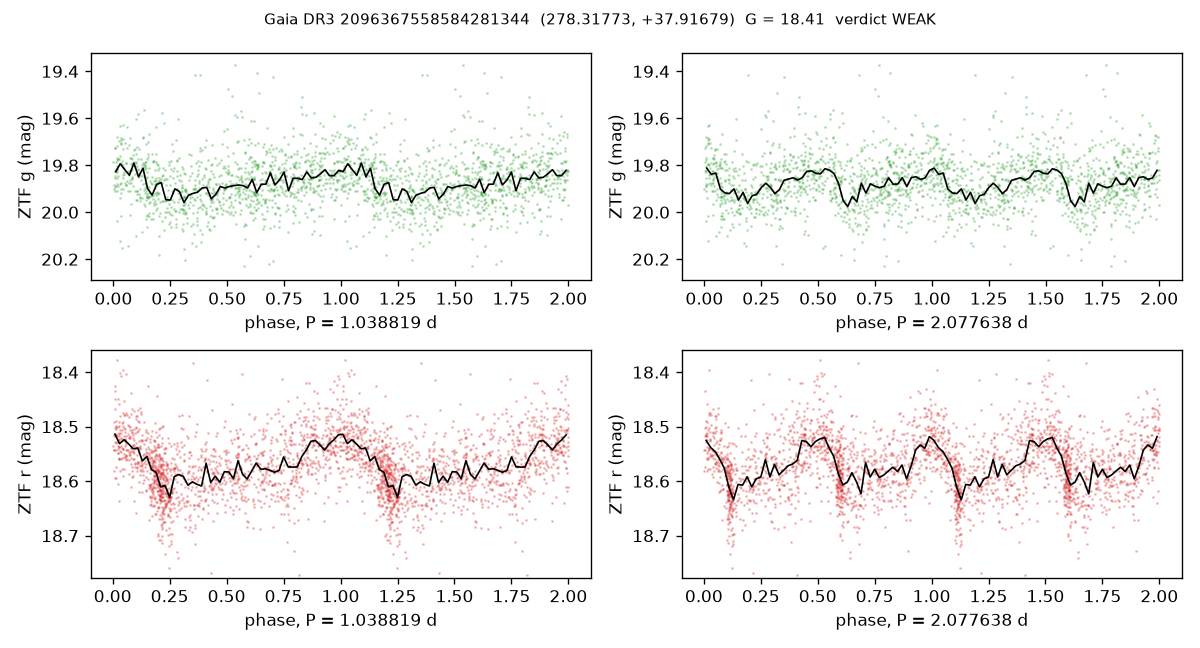 Gaia DR3 2096367558584281344 (278.31773, +37.91679) G = 18.41 verdict WEAK
ZTF g (mag)
19.4
19.6
19.8
20.0
20.2
0.00 0.25 0.50 0.75 1.00 1.25 1.50 1.75 2.00
phase, P = 1.038819 d
ZTF g (mag)
19.4
19.6
19.8
20.0
20.2
0.00 0.25 0.50 0.75 1.00 1.25 1.50 1.75 2.00
phase, P = 2.077638 d
ZTF r (mag)
18.4
18.5
18.6
18.7
0.00 0.25 0.50 0.75 1.00 1.25 1.50 1.75 2.00
phase, P = 1.038819 d
ZTF r (mag)
18.4
18.5
18.6
18.7
0.00 0.25 0.50 0.75 1.00 1.25 1.50 1.75 2.00
phase, P = 2.077638 d